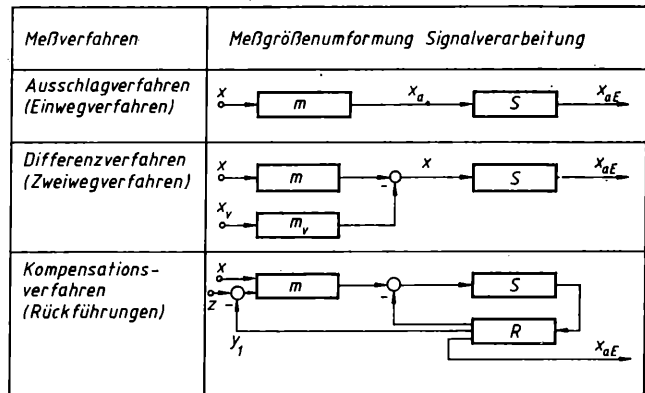 Meßverfahren
Meßgrößenumformung Signalverarbeitung
Ausschlagverfahren
(Einwegverfahren)
x m xa S xaE
Differenzverfahren
(Zweiwegverfahren)
x m - x S xaE
xv mv
Kompensations-
verfahren
(Rückführungen)
x m - S
z - R
y1 xaE